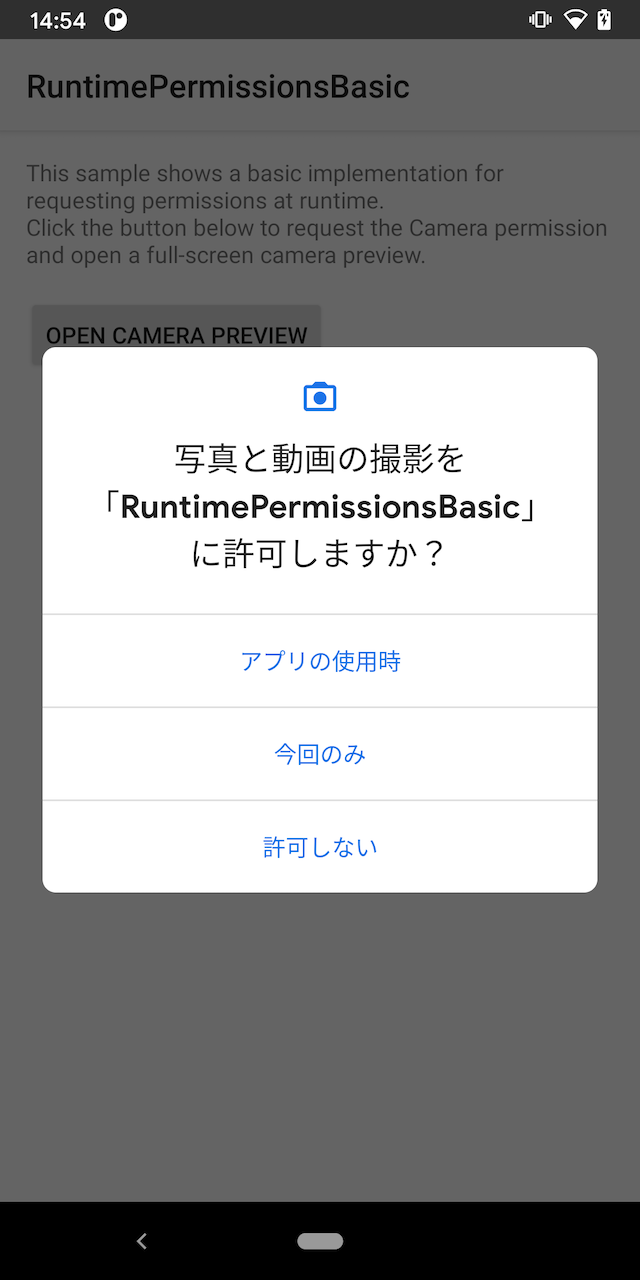 14:54
RuntimePermissionsBasic
This sample shows a basic implementation for
requesting permissions at runtime.
Click the button below to request the Camera permission
and open a full-screen camera preview.
OPEN CAMERA PREVIEW
写真と動画の撮影を
「RuntimePermissionsBasic」
に許可しますか？
アプリの使用時
今回のみ
許可しない